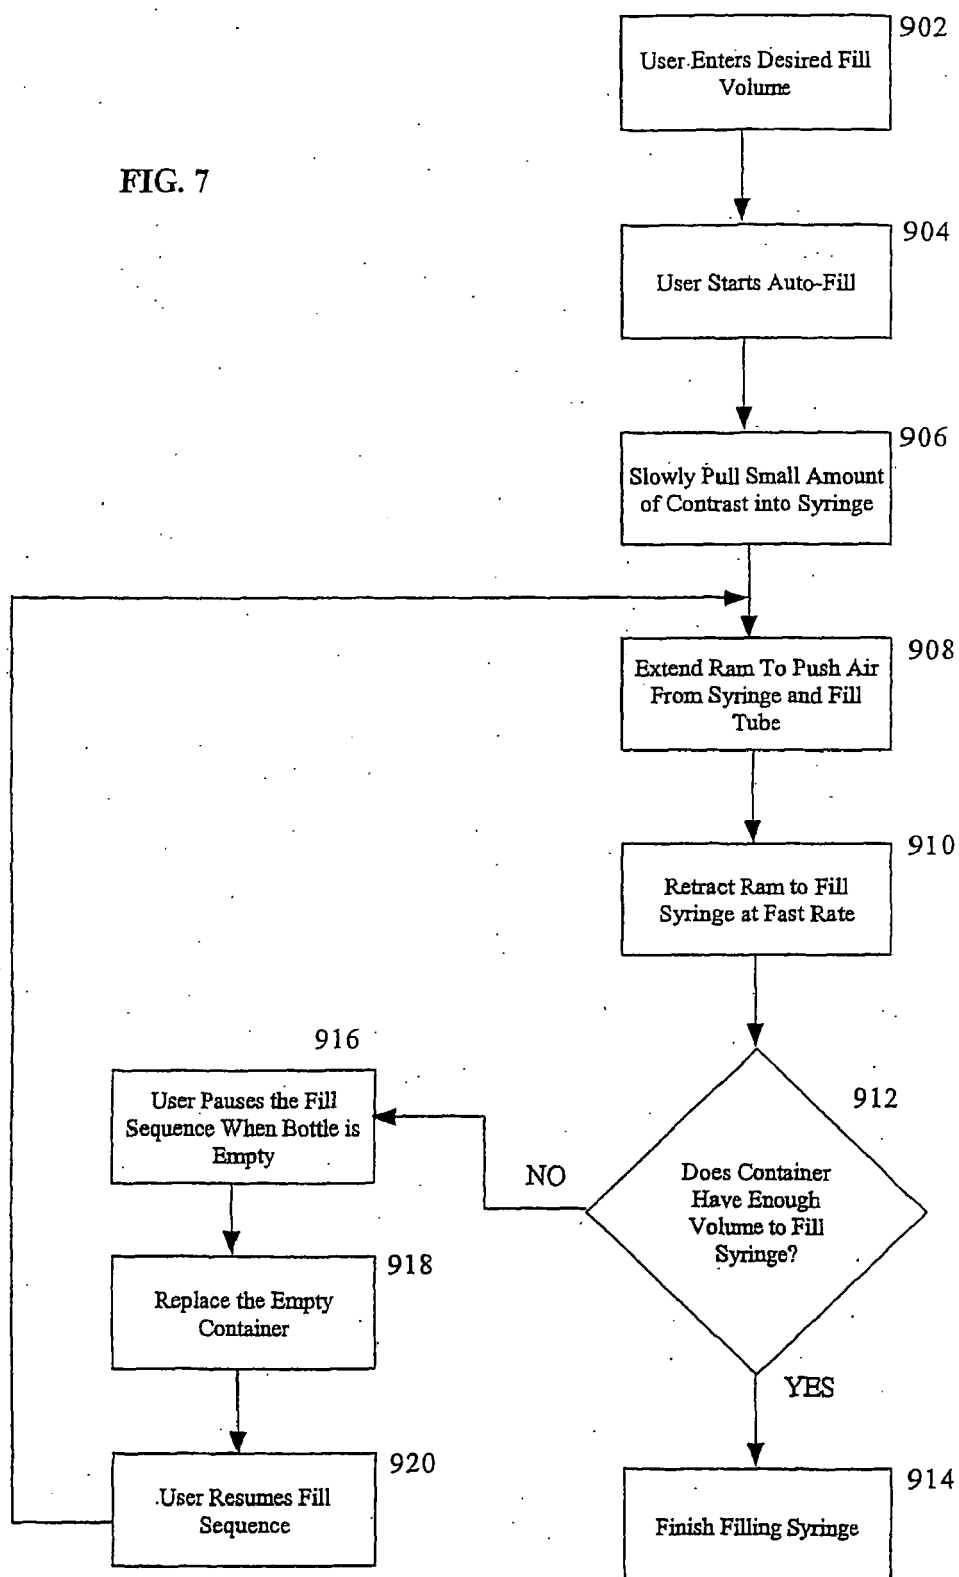 902
User Enters Desired Fill
Volume
FIG. 7
904
User Starts Auto-Fill
906
Slowly Pull Small Amount
of Contrast into Syringe
908
Extend Ram To Push Air
From Syringe and Fill
Tube
910
Retract Ram to Fill
Syringe at Fast Rate
912
Does Container
Have Enough
Volume to Fill
Syringe?
NO
YES
916
User Pauses the Fill
Sequence When Bottle is
Empty
918
Replace the Empty
Container
920
User Resumes Fill
Sequence
914
Finish Filling Syringe